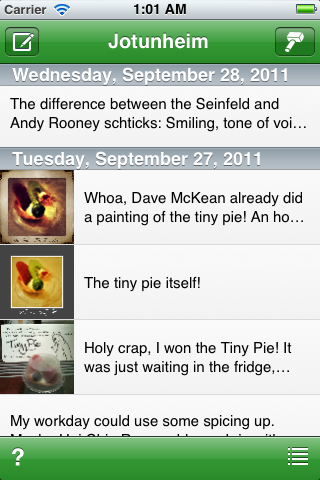 Carrier 1:01 AM
Jotunheim
Wednesday, September 28, 2011
The difference between the Seinfeld and
Andy Rooney schticks: Smiling, tone of voi…
Tuesday, September 27, 2011
Whoa, Dave McKean already did
a painting of the tiny pie! An ho…
The tiny pie itself!
Tiny Pie
Holy crap, I won the Tiny Pie! It
was just waiting in the fridge,…
My workday could use some spicing up.
?